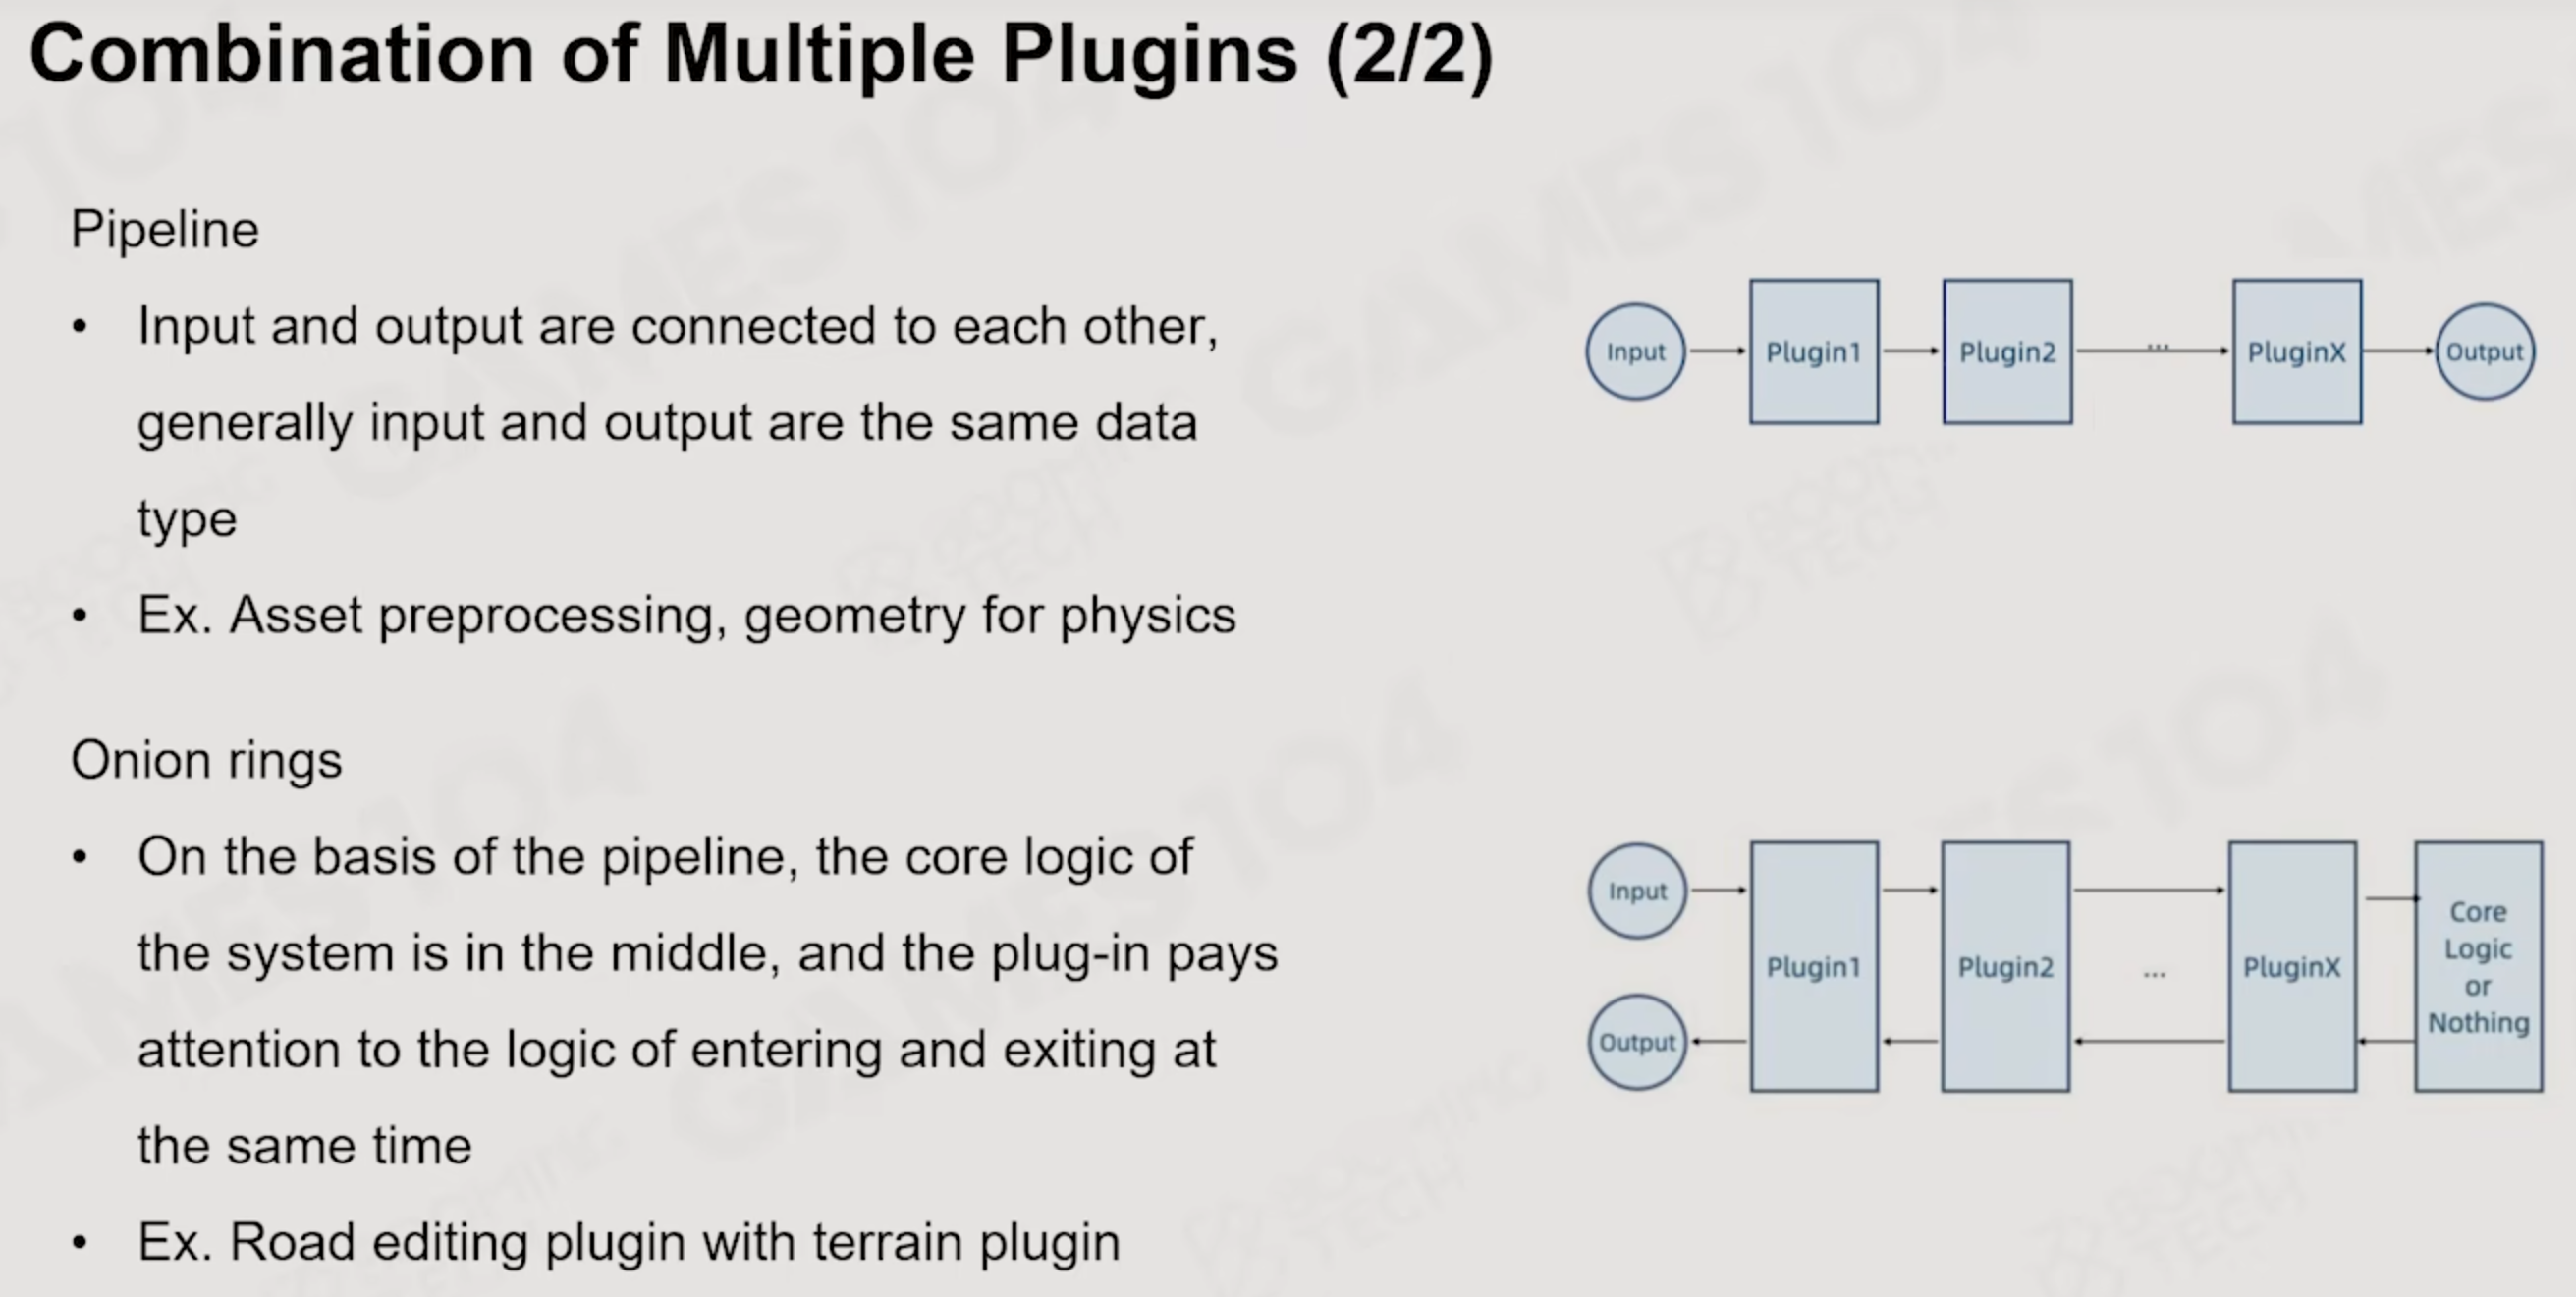 Combination of Multiple Plugins (2/2)
Pipeline
• Input and output are connected to each other,
generally input and output are the same data
type
• Ex. Asset preprocessing, geometry for physics
Input
Plugin1
Plugin2
...
PluginX
Output
Onion rings
• On the basis of the pipeline, the core logic of
the system is in the middle, and the plug-in pays
attention to the logic of entering and exiting at
the same time
• Ex. Road editing plugin with terrain plugin
Input
Output
Plugin1
Plugin2
...
PluginX
Core
Logic
or
Nothing
GAMES104
GAMES104
GAMES104
GAMES104
BOOMING
TECH